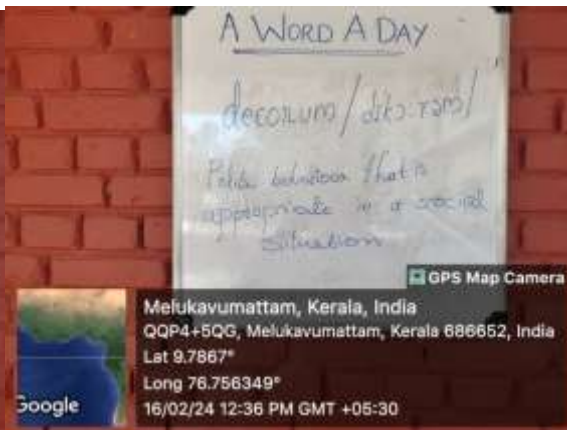 A WORD A DAY
decorum / dɪkɔːrəm /
Polite behaviour that is
appropriate in a social
situation
GPS Map Camera
Melukavumattam, Kerala, India
QQP4+5QG, Melukavumattam, Kerala 686652, India
Lat 9.7867°
Long 76.756349°
16/02/24 12:36 PM GMT +05:30
Google